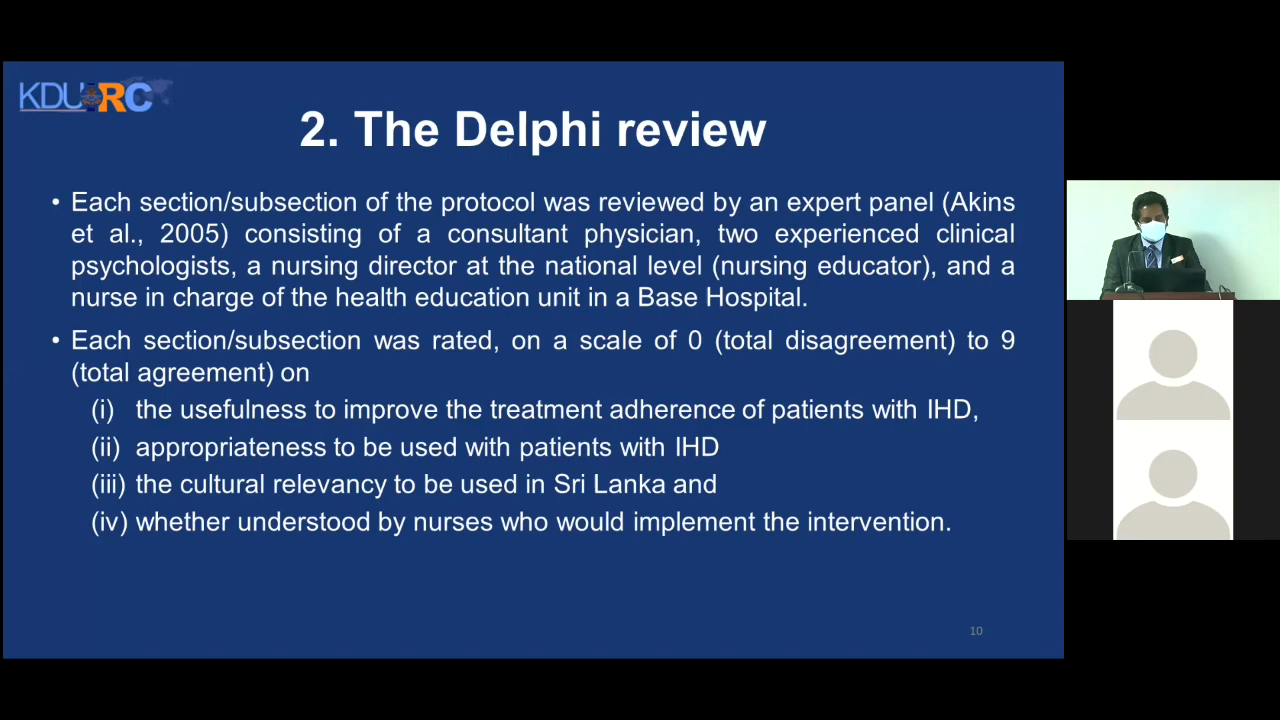 KDU RC
2. The Delphi review
• Each section/subsection of the protocol was reviewed by an expert panel (Akins
et al., 2005) consisting of a consultant physician, two experienced clinical
psychologists, a nursing director at the national level (nursing educator), and a
nurse in charge of the health education unit in a Base Hospital.
• Each section/subsection was rated, on a scale of 0 (total disagreement) to 9
(total agreement) on
(i) the usefulness to improve the treatment adherence of patients with IHD,
(ii) appropriateness to be used with patients with IHD
(iii) the cultural relevancy to be used in Sri Lanka and
(iv) whether understood by nurses who would implement the intervention.
10